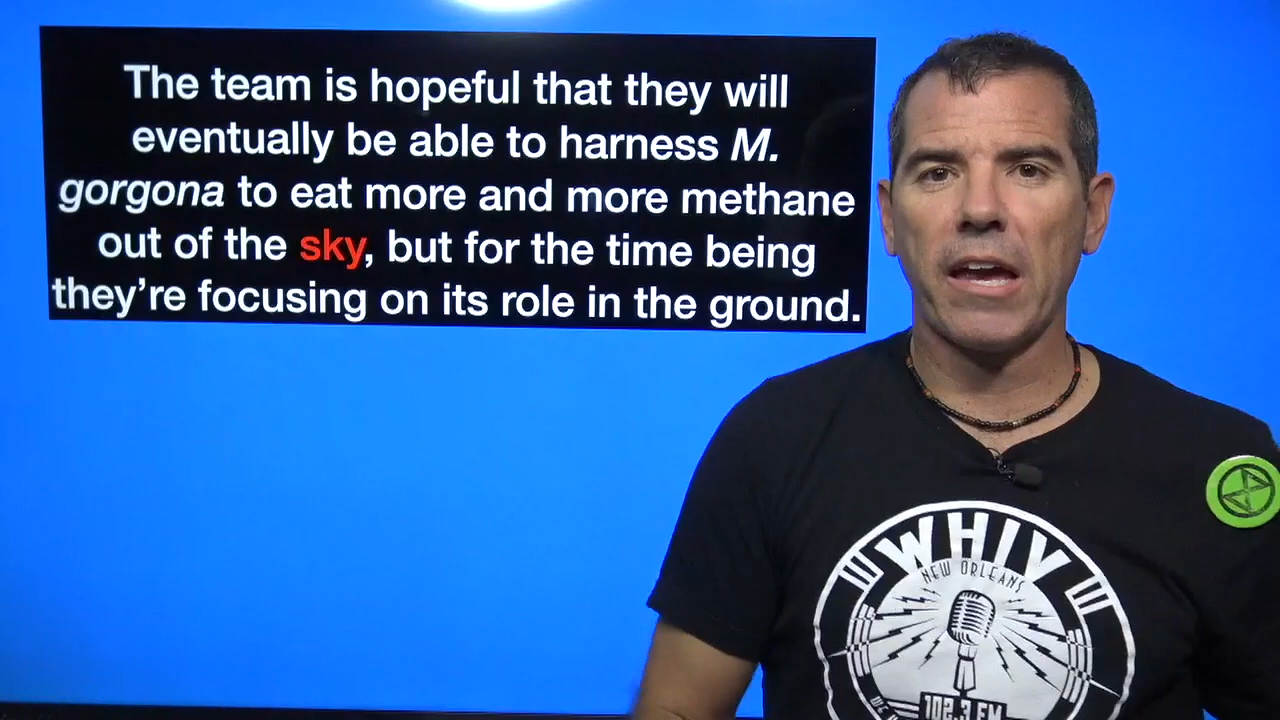 The team is hopeful that they will
eventually be able to harness M.
gorgona to eat more and more methane
out of the sky, but for the time being
they’re focusing on its role in the ground.
WHIV
NEW ORLEANS
102.3 FM